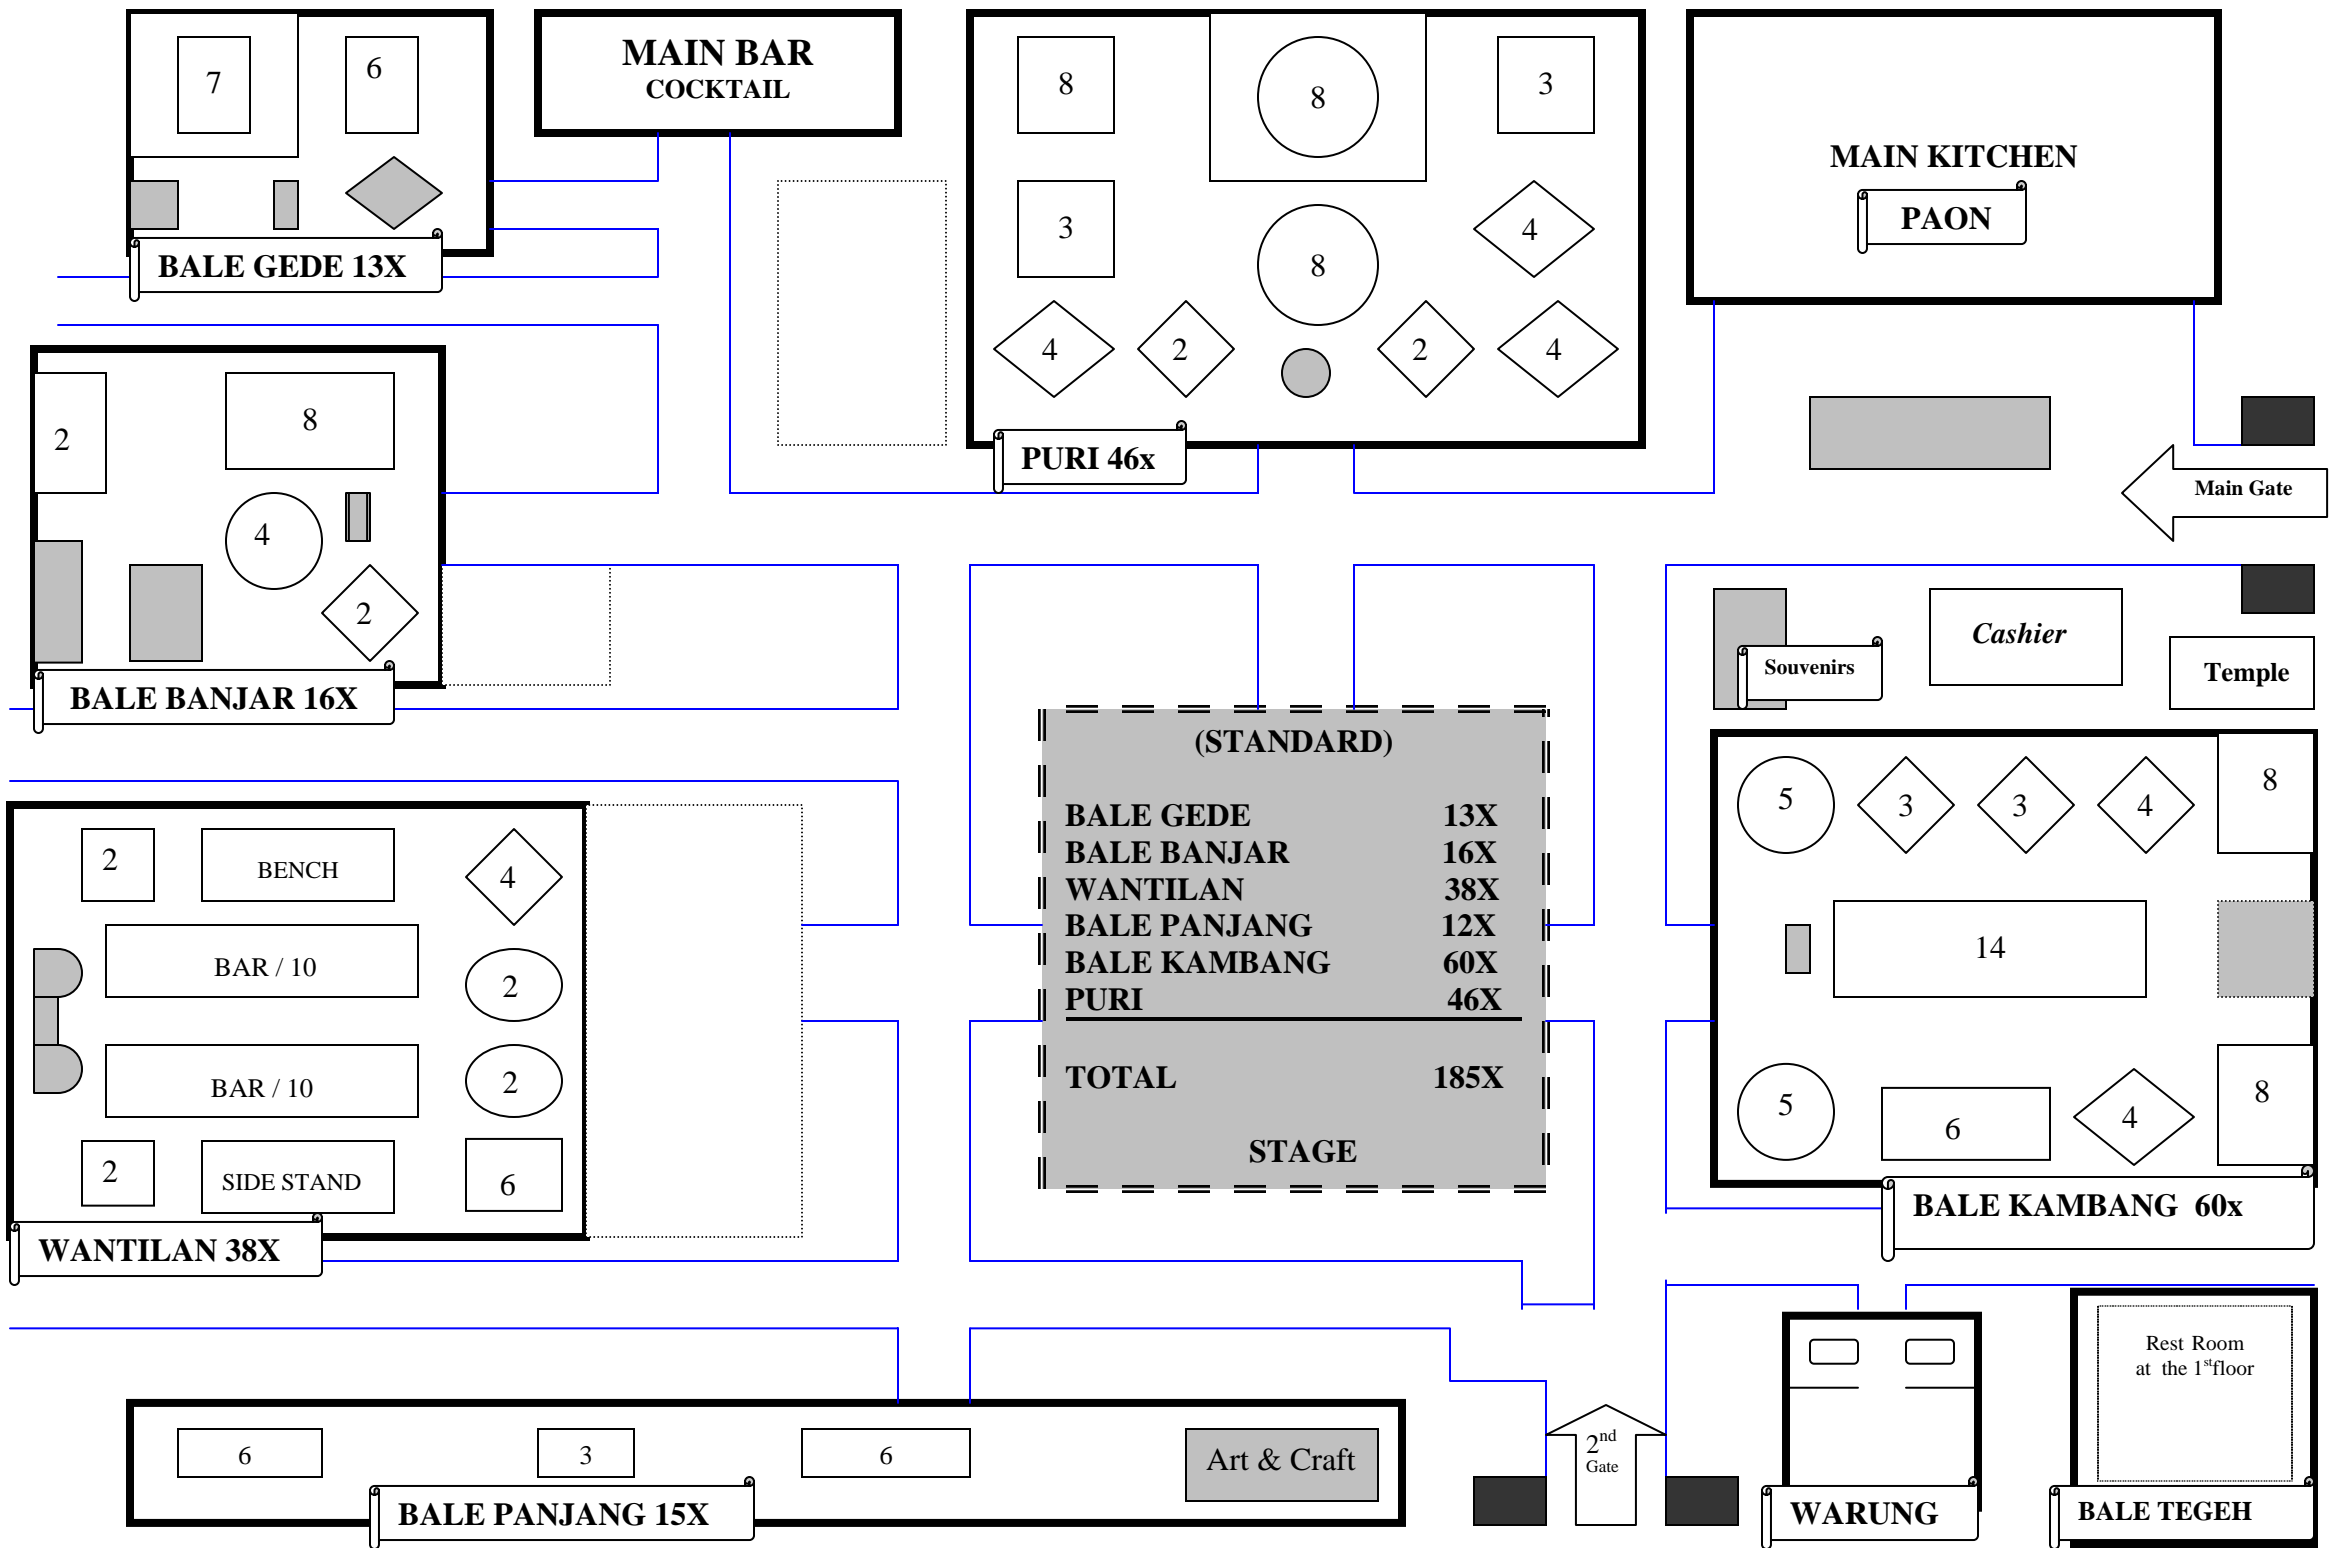 7
6
BALE GEDE 13X
MAIN BAR
COCKTAIL
8
8
3
3
8
4
4
2
2
4
PURI 46x
MAIN KITCHEN
PAON
Main Gate
2
8
4
2
BALE BANJAR 16X
Souvenirs
Cashier
Temple
2
BENCH
4
BAR / 10
2
BAR / 10
2
2
SIDE STAND
6
WANTILAN 38X
(STANDARD)
BALE GEDE 13X
BALE BANJAR 16X
WANTILAN 38X
BALE PANJANG 12X
BALE KAMBANG 60X
PURI 46X
TOTAL 185X
STAGE
5
3
3
4
8
14
5
6
4
8
BALE KAMBANG 60x
6
3
6
Art & Craft
BALE PANJANG 15X
2nd
Gate
WARUNG
Rest Room
at the 1st floor
BALE TEGEH